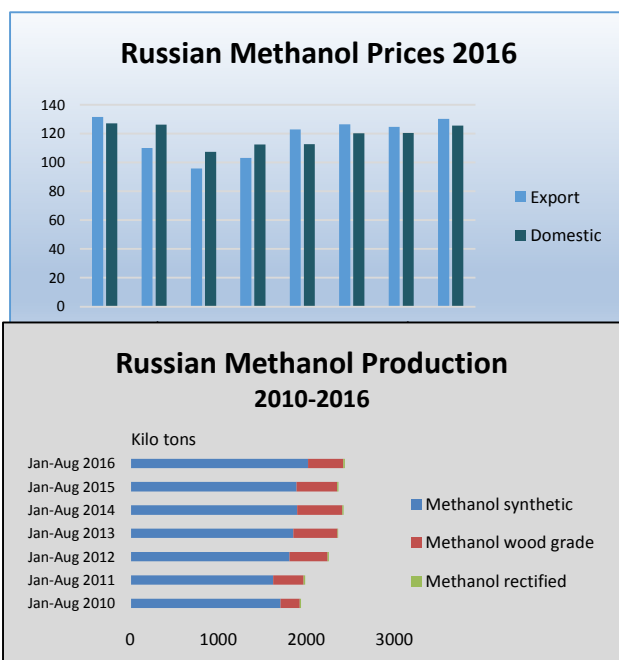 Russian Methanol Prices 2016
140
120
100
80
60
40
20
0
Export
Domestic
Russian Methanol Production
2010-2016
Kilo tons
Jan-Aug 2016
Jan-Aug 2015
Jan-Aug 2014
Jan-Aug 2013
Jan-Aug 2012
Jan-Aug 2011
Jan-Aug 2010
0 1000 2000 3000
Methanol synthetic
Methanol wood grade
Methanol rectified